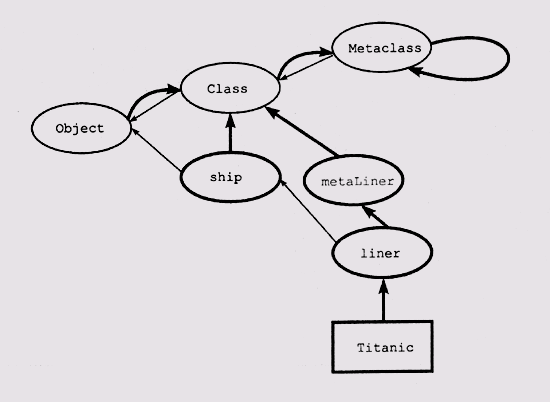 Metaclass
Class
Object
ship
metaLiner
liner
Titanic